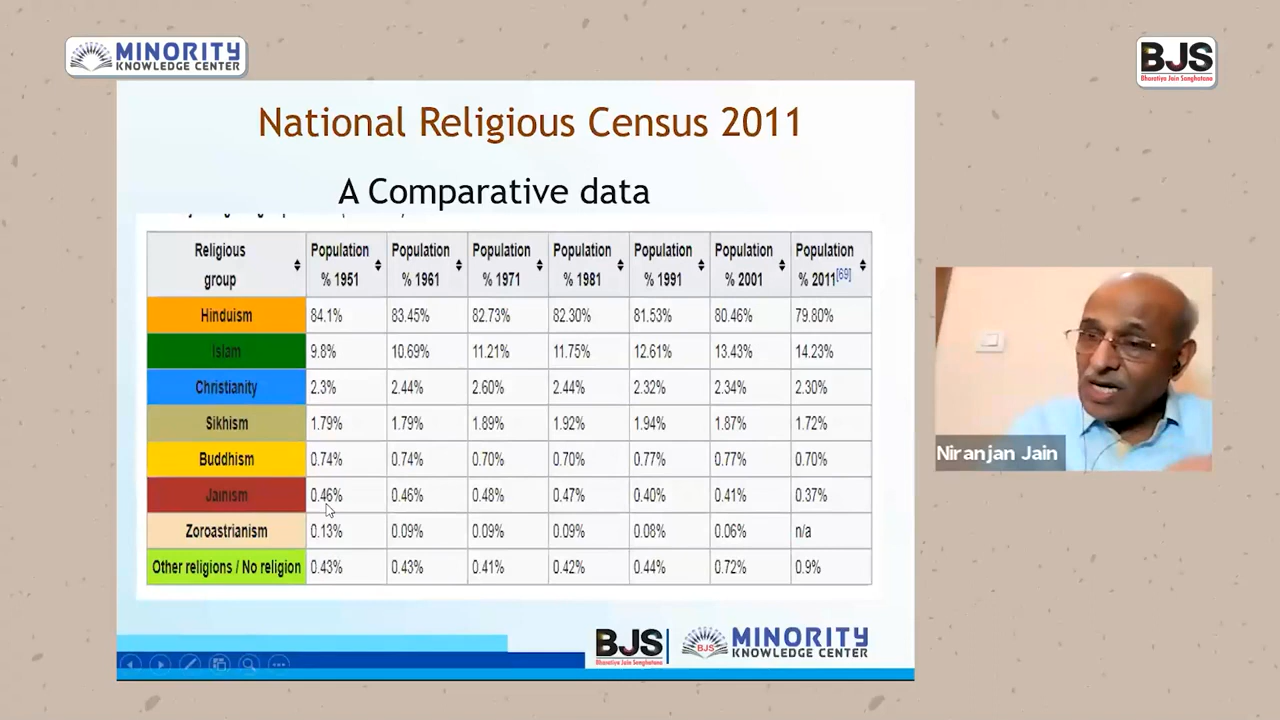 MINORITY
KNOWLEDGE CENTER
BJS
Bharatiya Jain Sanghatana
National Religious Census 2011
A Comparative data
Religious group Population % 1951 Population % 1961 Population % 1971 Population % 1981 Population % 1991 Population % 2001 Population % 2011[69]
Hinduism 84.1% 83.45% 82.73% 82.30% 81.53% 80.46% 79.80%
Islam 9.8% 10.69% 11.21% 11.75% 12.61% 13.43% 14.23%
Christianity 2.3% 2.44% 2.60% 2.44% 2.32% 2.34% 2.30%
Sikhism 1.79% 1.79% 1.89% 1.92% 1.94% 1.87% 1.72%
Buddhism 0.74% 0.74% 0.70% 0.70% 0.77% 0.77% 0.70%
Jainism 0.46% 0.46% 0.48% 0.47% 0.40% 0.41% 0.37%
Zoroastrianism 0.13% 0.09% 0.09% 0.09% 0.08% 0.06% n/a
Other religions / No religion 0.43% 0.43% 0.41% 0.42% 0.44% 0.72% 0.9%
Niranjan Jain
BJS
Bharatiya Jain Sanghatana
BJS
MINORITY
KNOWLEDGE CENTER